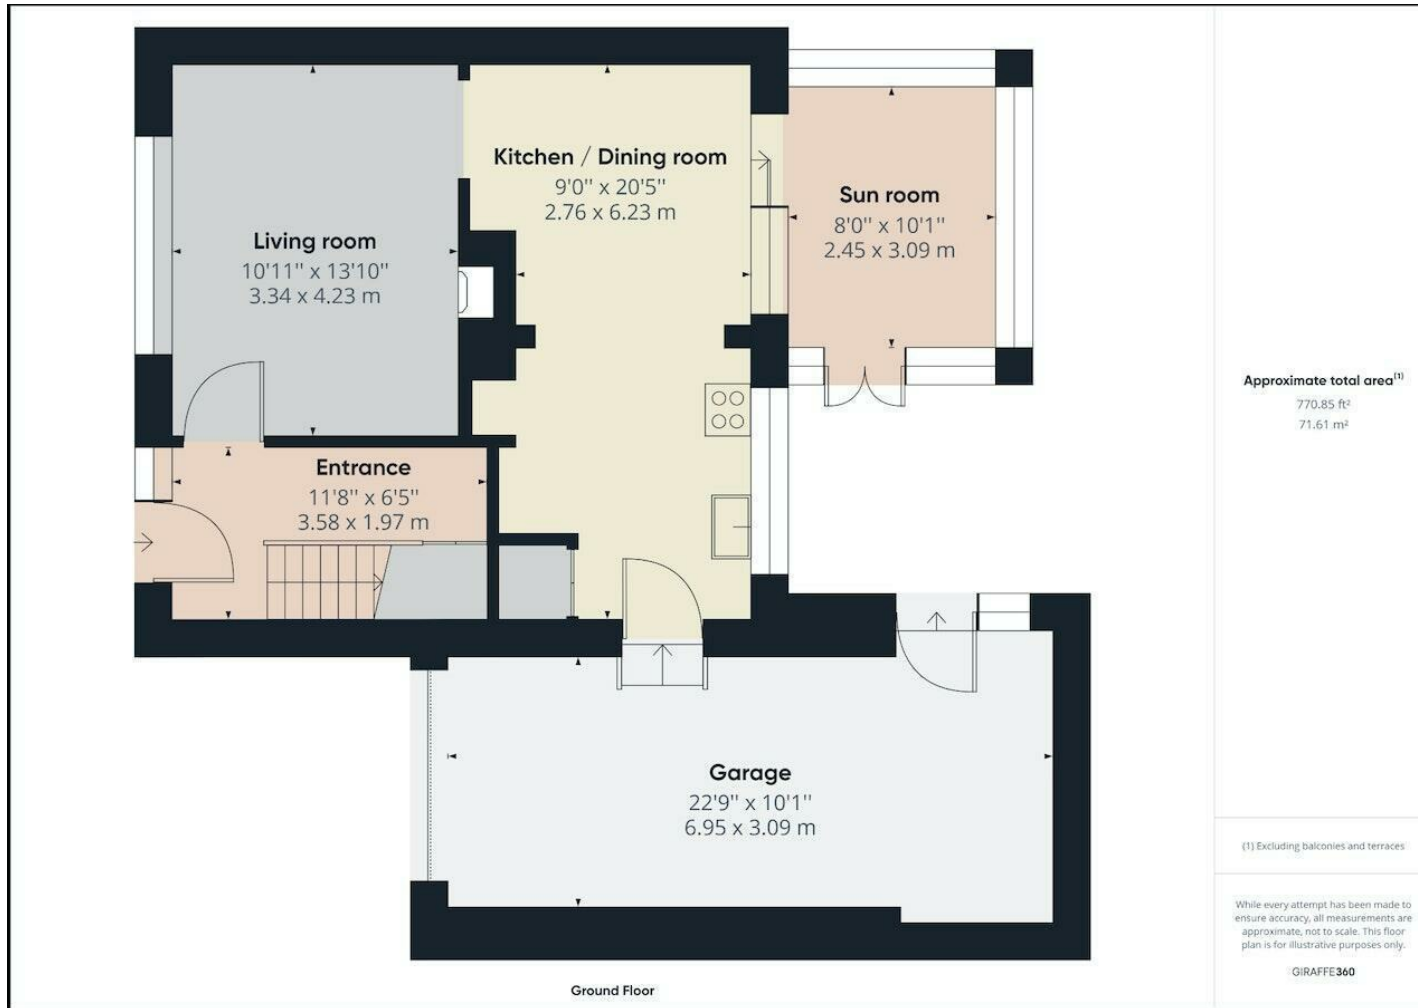 Kitchen / Dining room
9'0" x 20'5"
2.76 x 6.23 m
Sun room
8'0" x 10'1"
2.45 x 3.09 m
Living room
10'11" x 13'10"
3.34 x 4.23 m
Entrance
11'8" x 6'5"
3.58 x 1.97 m
Garage
22'9" x 10'1"
6.95 x 3.09 m
Ground Floor
Approximate total area⁽¹⁾
770.85 ft²
71.61 m²
(1) Excluding balconies and terraces
While every attempt has been made to
ensure accuracy, all measurements are
approximate, not to scale. This floor
plan is for illustrative purposes only.
GIRAFFE360